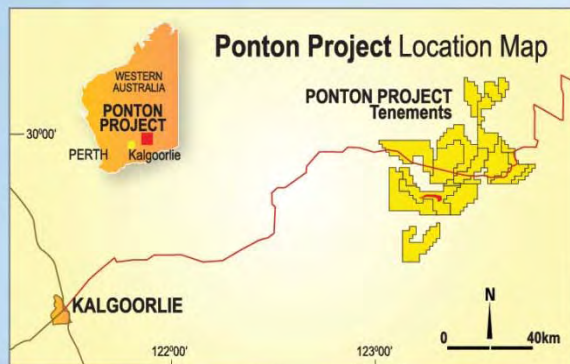 Ponton Project Location Map
WESTERN
AUSTRALIA
PONTON
PROJECT
PERTH
Kalgoorlie
PONTON PROJECT
Tenements
30°00'
KALGOORLIE
N
0
40km
122°00'
123°00'